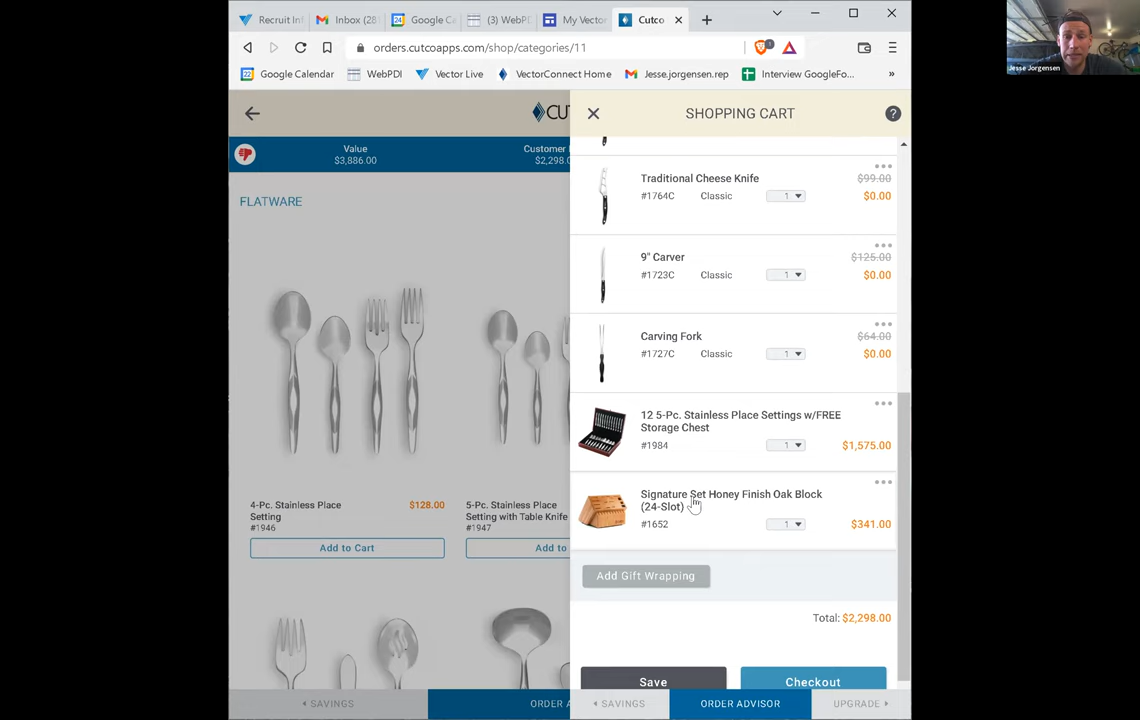 Recruit Inf
Inbox (28
Google Ca
(3) WebPD
My Vector
Cutco
orders.cutcoapps.com/shop/categories/11
Google Calendar
WebPDI
Vector Live
VectorConnect Home
Jesse.jorgensen.rep
Interview GoogleFo...
»
Jesse Jorgensen
CU
SHOPPING CART
?
Value
$3,886.00
Customer
$2,298.0
FLATWARE
4-Pc. Stainless Place
Setting
#1946
$128.00
Add to Cart
5-Pc. Stainless Place
Setting with Table Knife
#1947
Add to
Traditional Cheese Knife
$99.00
#1764C Classic 1 $0.00
9" Carver
$125.00
#1723C Classic 1 $0.00
Carving Fork
$64.00
#1727C Classic 1 $0.00
12 5-Pc. Stainless Place Settings w/FREE
Storage Chest
#1984 1 $1,575.00
Signature Set Honey Finish Oak Block
(24-Slot)
#1652 1 $341.00
Add Gift Wrapping
Total: $2,298.00
Save
Checkout
SAVINGS
ORDER A
SAVINGS
ORDER ADVISOR
UPGRADE